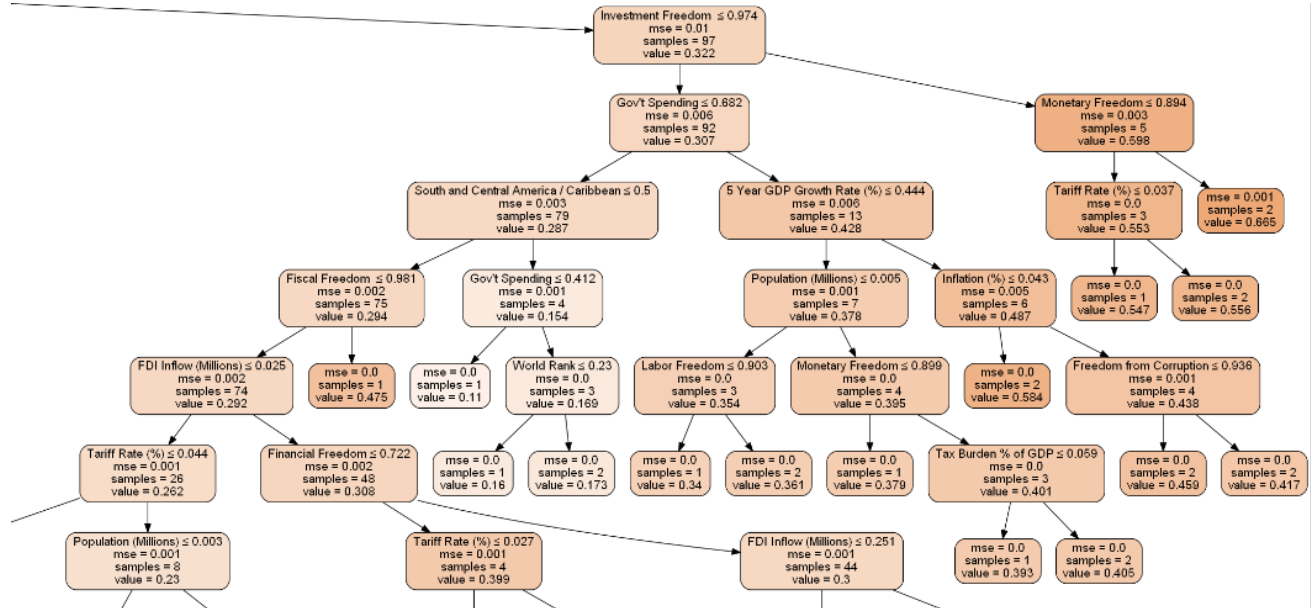 Investment Freedom ≤ 0.974
mse = 0.01
samples = 97
value = 0.322
Gov't Spending ≤ 0.682
mse = 0.006
samples = 92
value = 0.307
Monetary Freedom ≤ 0.894
mse = 0.003
samples = 5
value = 0.598
South and Central America / Caribbean ≤ 0.5
mse = 0.003
samples = 79
value = 0.287
5 Year GDP Growth Rate (%) ≤ 0.444
mse = 0.006
samples = 13
value = 0.428
Tariff Rate (%) ≤ 0.037
mse = 0.0
samples = 3
value = 0.553
mse = 0.001
samples = 2
value = 0.665
Fiscal Freedom ≤ 0.981
mse = 0.002
samples = 75
value = 0.294
Gov't Spending ≤ 0.412
mse = 0.001
samples = 4
value = 0.154
Population (Millions) ≤ 0.005
mse = 0.001
samples = 7
value = 0.378
Inflation (%) ≤ 0.043
mse = 0.005
samples = 6
value = 0.487
mse = 0.0
samples = 1
value = 0.547
mse = 0.0
samples = 2
value = 0.556
FDI Inflow (Millions) ≤ 0.025
mse = 0.002
samples = 74
value = 0.292
mse = 0.0
samples = 1
value = 0.475
mse = 0.0
samples = 1
value = 0.11
World Rank ≤ 0.23
mse = 0.0
samples = 3
value = 0.169
Labor Freedom ≤ 0.903
mse = 0.0
samples = 3
value = 0.354
Monetary Freedom ≤ 0.899
mse = 0.0
samples = 4
value = 0.395
mse = 0.0
samples = 2
value = 0.584
Freedom from Corruption ≤ 0.936
mse = 0.001
samples = 4
value = 0.438
Tariff Rate (%) ≤ 0.044
mse = 0.001
samples = 26
value = 0.262
Financial Freedom ≤ 0.722
mse = 0.002
samples = 48
value = 0.308
mse = 0.0
samples = 1
value = 0.16
mse = 0.0
samples = 2
value = 0.173
mse = 0.0
samples = 1
value = 0.34
mse = 0.0
samples = 2
value = 0.361
mse = 0.0
samples = 1
value = 0.379
Tax Burden % of GDP ≤ 0.059
mse = 0.0
samples = 3
value = 0.401
mse = 0.0
samples = 2
value = 0.459
mse = 0.0
samples = 2
value = 0.417
Population (Millions) ≤ 0.003
mse = 0.001
samples = 8
value = 0.23
Tariff Rate (%) ≤ 0.027
mse = 0.001
samples = 4
value = 0.399
FDI Inflow (Millions) ≤ 0.251
mse = 0.001
samples = 44
value = 0.3
mse = 0.0
samples = 1
value = 0.393
mse = 0.0
samples = 2
value = 0.405